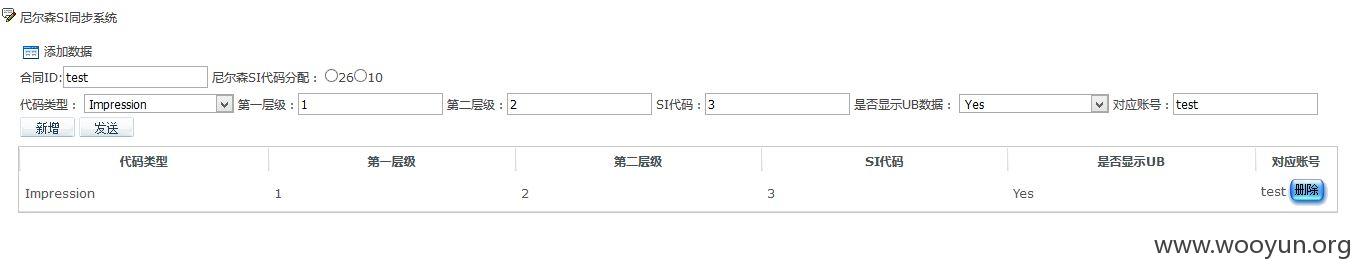 尼尔森SI同步系统
添加数据
合同ID: test 尼尔森SI代码分配： 26 10
代码类型： Impression 第一层级： 1 第二层级： 2 SI代码： 3 是否显示UB数据： Yes 对应账号： test
新增 发送
代码类型 第一层级 第二层级 SI代码 是否显示UB 对应账号
Impression 1 2 3 Yes test 删除
www.wooyun.org